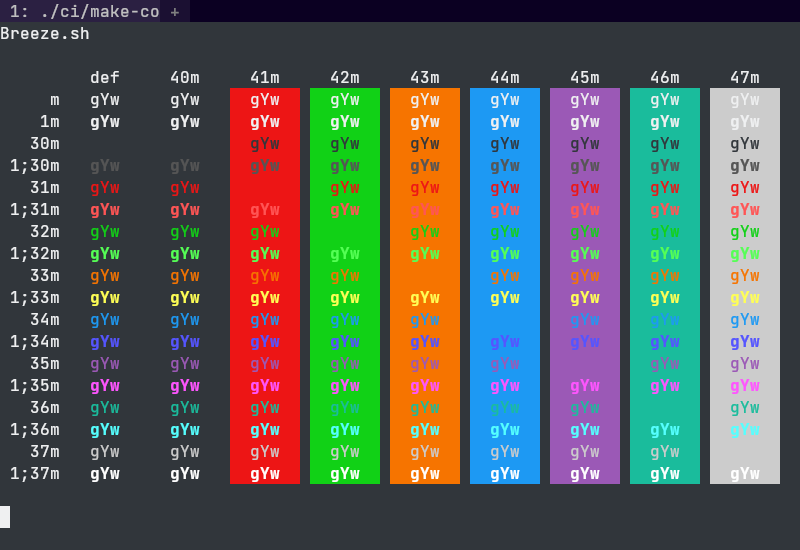 1: ./ci/make-co +
Breeze.sh
def 40m 41m 42m 43m 44m 45m 46m 47m
m gYw gYw gYw gYw gYw gYw gYw gYw gYw
1m gYw gYw gYw gYw gYw gYw gYw gYw gYw
30m gYw gYw gYw gYw gYw gYw gYw
1;30m gYw gYw gYw gYw gYw gYw gYw gYw gYw
31m gYw gYw gYw gYw gYw gYw gYw gYw
1;31m gYw gYw gYw gYw gYw gYw gYw gYw gYw
32m gYw gYw gYw gYw gYw gYw gYw gYw
1;32m gYw gYw gYw gYw gYw gYw gYw gYw gYw
33m gYw gYw gYw gYw gYw gYw gYw gYw
1;33m gYw gYw gYw gYw gYw gYw gYw gYw gYw
34m gYw gYw gYw gYw gYw gYw gYw gYw
1;34m gYw gYw gYw gYw gYw gYw gYw gYw gYw
35m gYw gYw gYw gYw gYw gYw gYw gYw
1;35m gYw gYw gYw gYw gYw gYw gYw gYw gYw
36m gYw gYw gYw gYw gYw gYw gYw gYw
1;36m gYw gYw gYw gYw gYw gYw gYw gYw gYw
37m gYw gYw gYw gYw gYw gYw gYw gYw
1;37m gYw gYw gYw gYw gYw gYw gYw gYw gYw